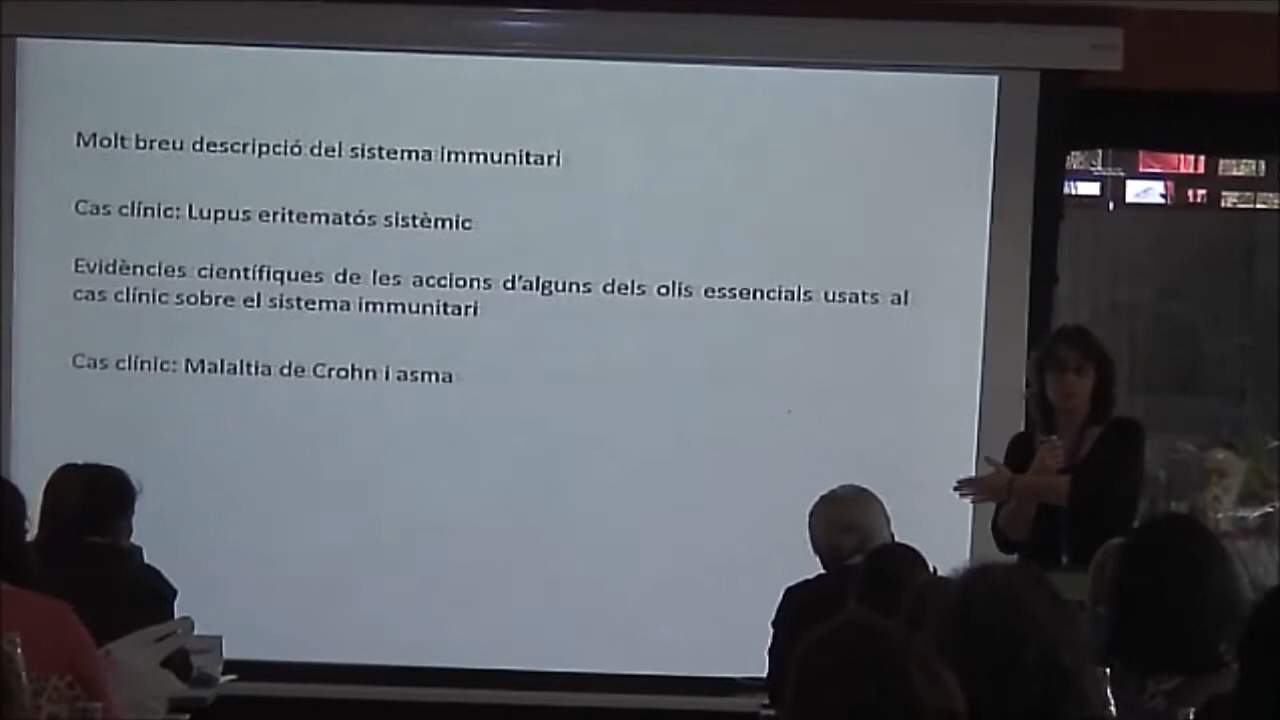 Molt breu descripció del sistema immunitari
Cas clínic: Lupus eritematós sistèmic
Evidències científiques de les accions d'alguns dels olis essencials usats al
cas clínic sobre el sistema immunitari
Cas clínic: Malaltia de Crohn i asma